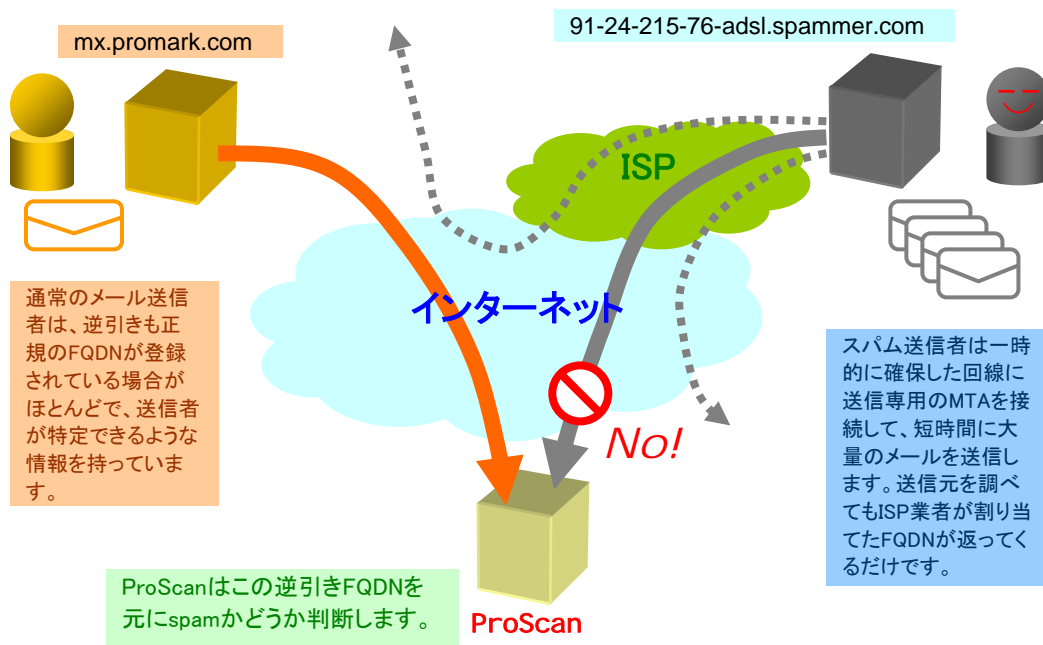 mx.promark.com
91-24-215-76-adsl.spammer.com
ISP
インターネット
No!
通常のメール送信
者は、逆引きも正
規のFQDNが登録
されている場合が
ほとんどで、送信者
が特定できるような
情報を持っていま
す。
スパム送信者は一時
的に確保した回線に
送信専用のMTAを接
続して、短時間に大
量のメールを送信し
ます。送信元を調べ
てもISP業者が割り当
てたFQDNが返ってく
るだけです。
ProScanはこの逆引きFQDNを
元にspamかどうか判断します。
ProScan